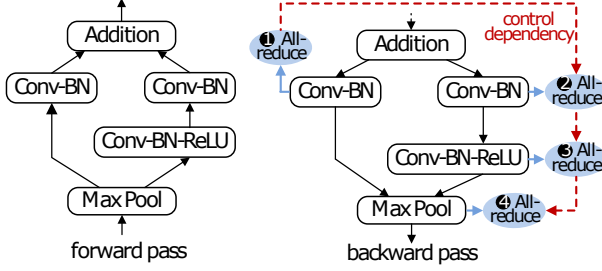 Addition
Conv-BN
Conv-BN
Conv-BN-ReLU
Max Pool
forward pass
❶ All-
reduce
control
dependency
Addition
Conv-BN
Conv-BN
❷ All-
reduce
Conv-BN-ReLU
❸ All-
reduce
Max Pool
❹ All-
reduce
backward pass